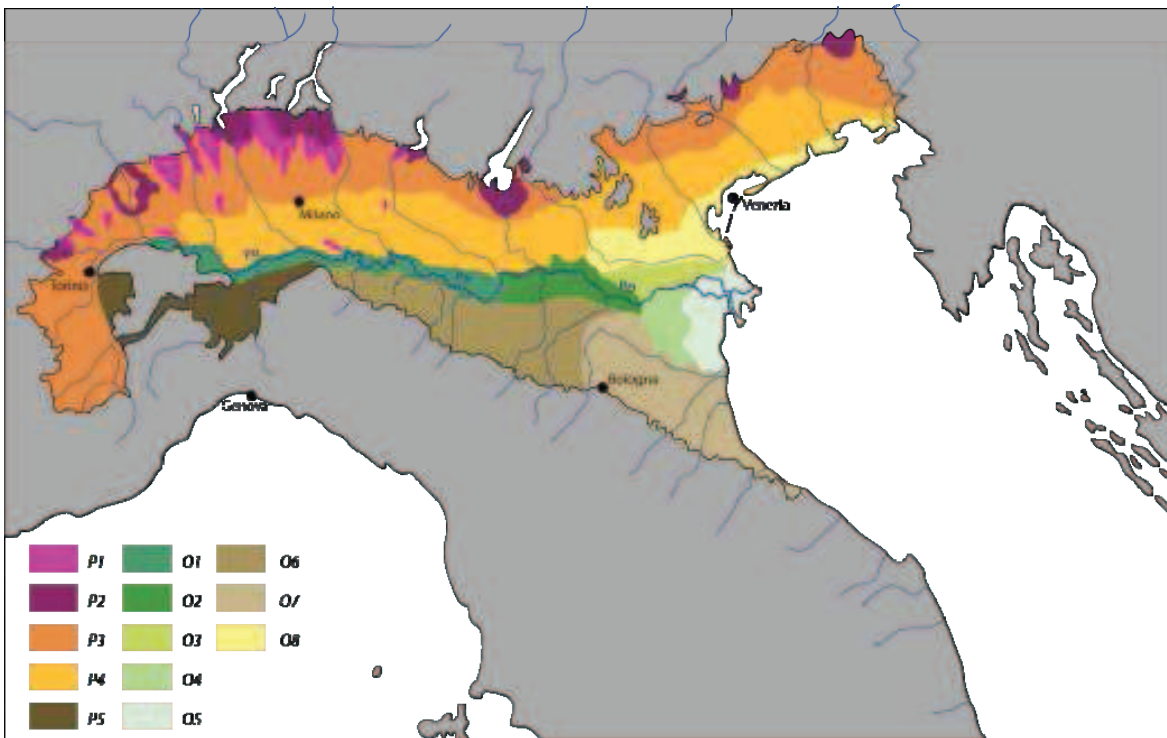 Milano
Venezia
Po
Torino
Po
Bologna
Genova
P1 O1 O6
P2 O2 O7
P3 O3 O8
P4 O4
P5 O5